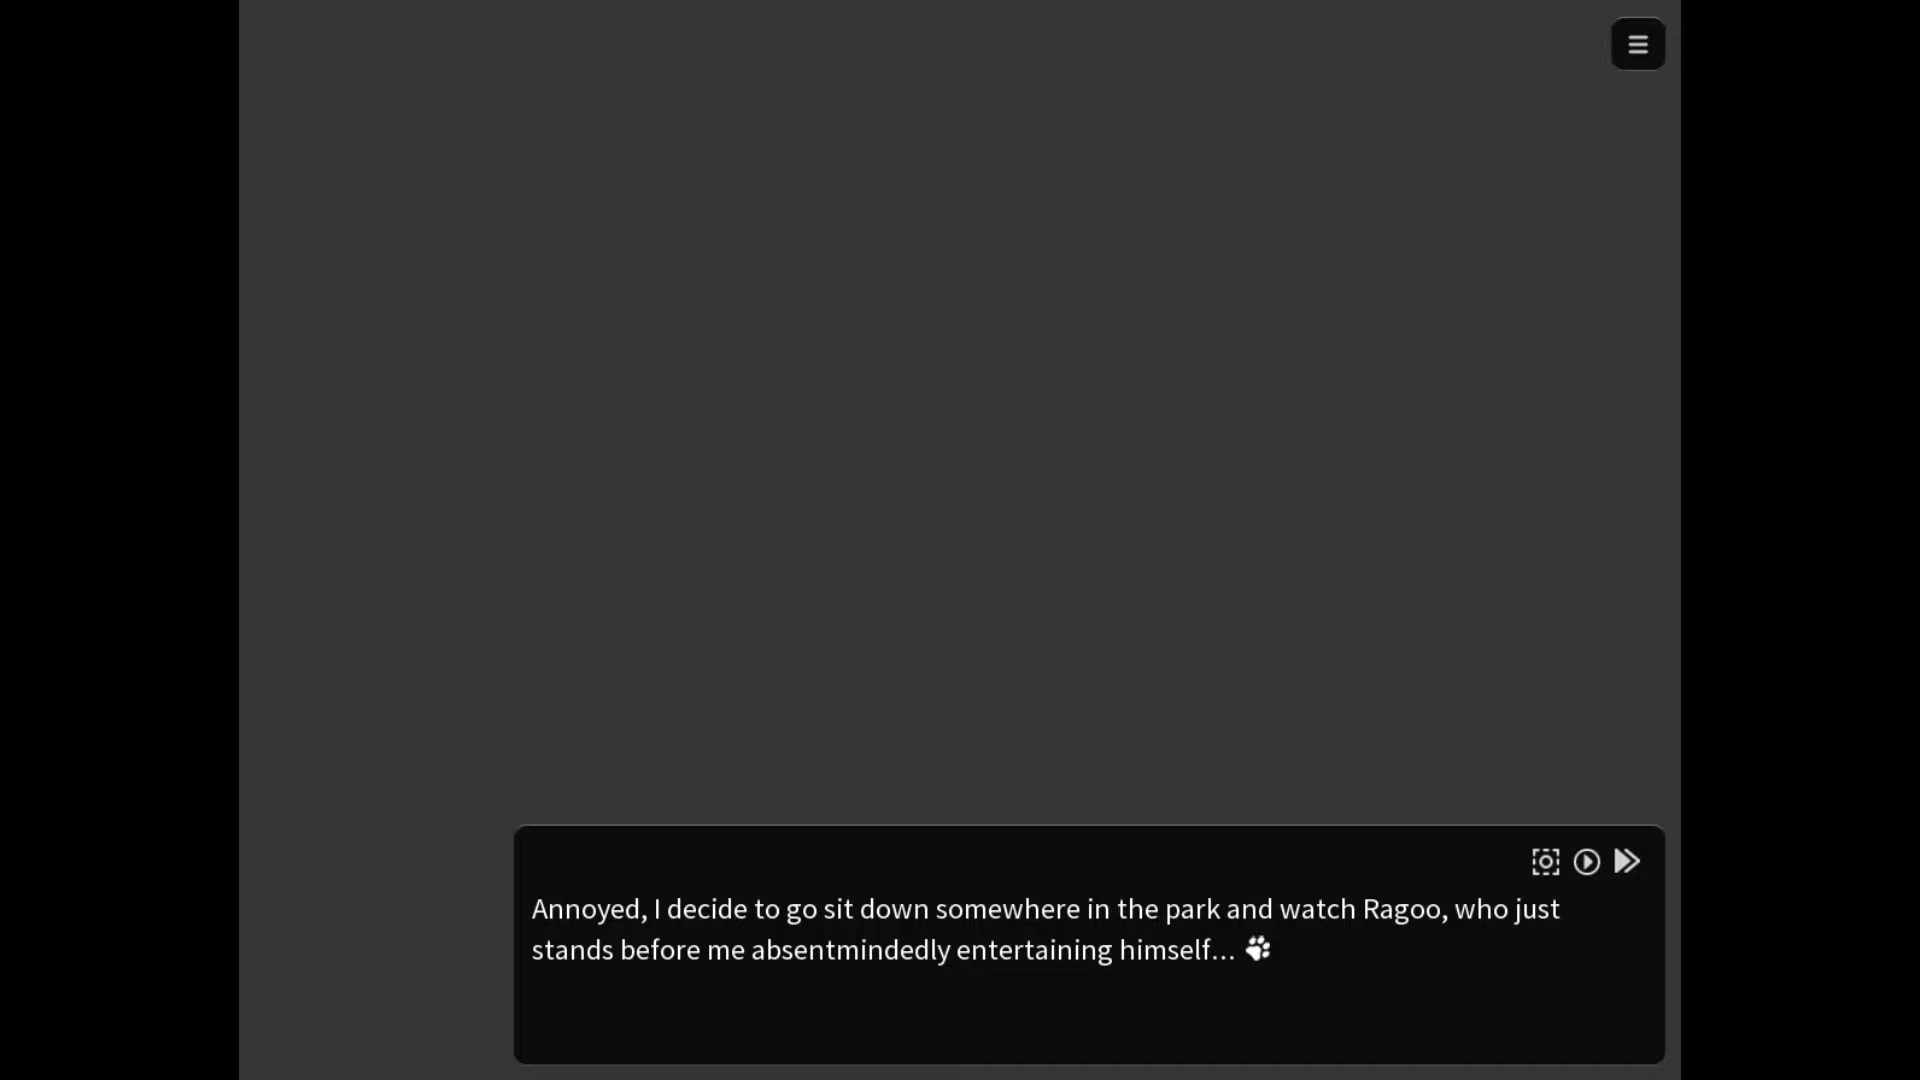 Annoyed, I decide to go sit down somewhere in the park and watch Ragoo, who just
stands before me absentmindedly entertaining himself...